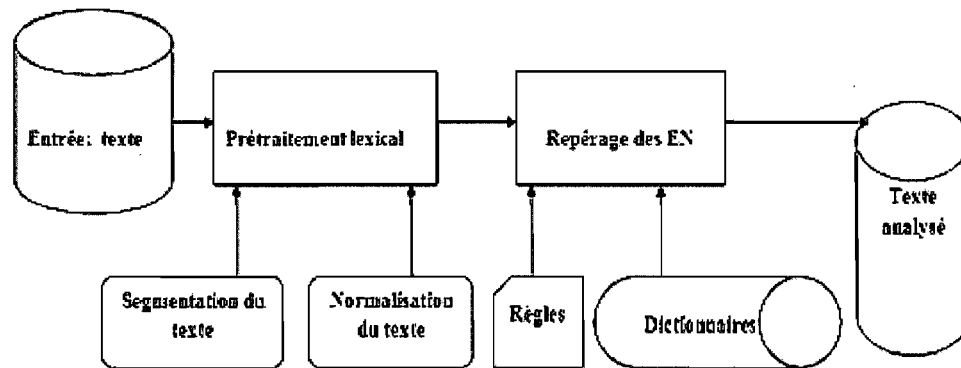 Entrée: texte
Prétraitement lexical
Repérage des EN
Texte
analysé
Segmentation du
texte
Normalisation
du texte
Règles
Dictionnaires